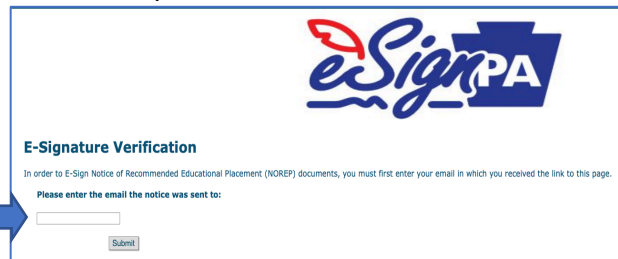 eSignPA
E-Signature Verification
In order to E-Sign Notice of Recommended Educational Placement (NOREP) documents, you must first enter your email in which you received the link to this page.
Please enter the email the notice was sent to:
Submit